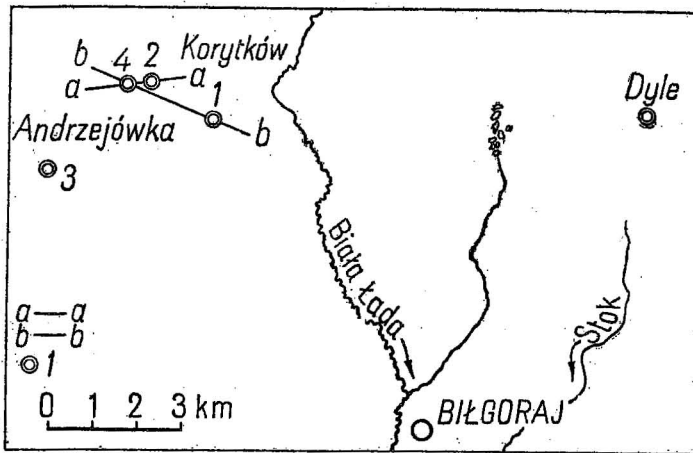 b 4 2 Korytków
a a
1
Andrzejówka b
3
Dyle
Biała Łada
Stok
a — a
b — b
1
0 1 2 3 km
BIŁGORAJ